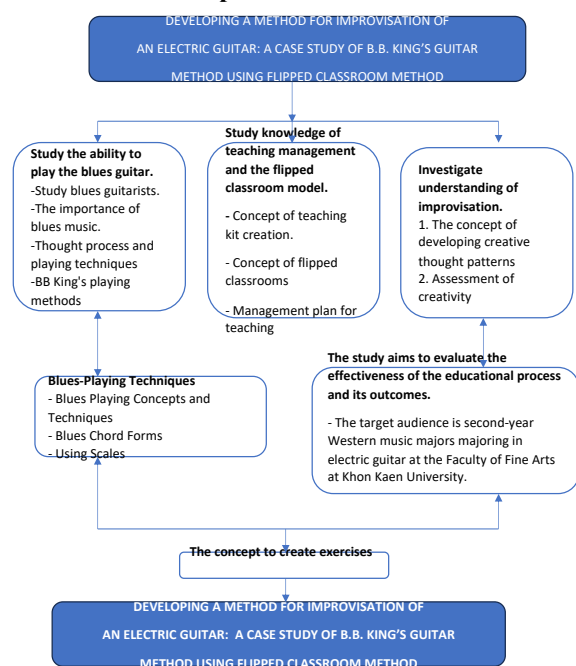 DEVELOPING A METHOD FOR IMPROVISATION OF
AN ELECTRIC GUITAR: A CASE STUDY OF B.B. KING'S GUITAR
METHOD USING FLIPPED CLASSROOM METHOD
Study the ability to
play the blues guitar.
-Study blues guitarists.
-The importance of
blues music.
-Thought process and
playing techniques
-BB King's playing
methods
Study knowledge of
teaching management
and the flipped
classroom model.
- Concept of teaching
kit creation.
- Concept of flipped
classrooms
- Management plan for
teaching
Investigate
understanding of
improvisation.
1. The concept of
developing creative
thought patterns
2. Assessment of
creativity
Blues-Playing Techniques
- Blues Playing Concepts and
Techniques
- Blues Chord Forms
- Using Scales
The study aims to evaluate the
effectiveness of the educational process
and its outcomes.
- The target audience is second-year
Western music majors majoring in
electric guitar at the Faculty of Fine Arts
at Khon Kaen University.
The concept to create exercises
DEVELOPING A METHOD FOR IMPROVISATION OF
AN ELECTRIC GUITAR: A CASE STUDY OF B.B. KING'S GUITAR
METHOD USING FLIPPED CLASSROOM METHOD